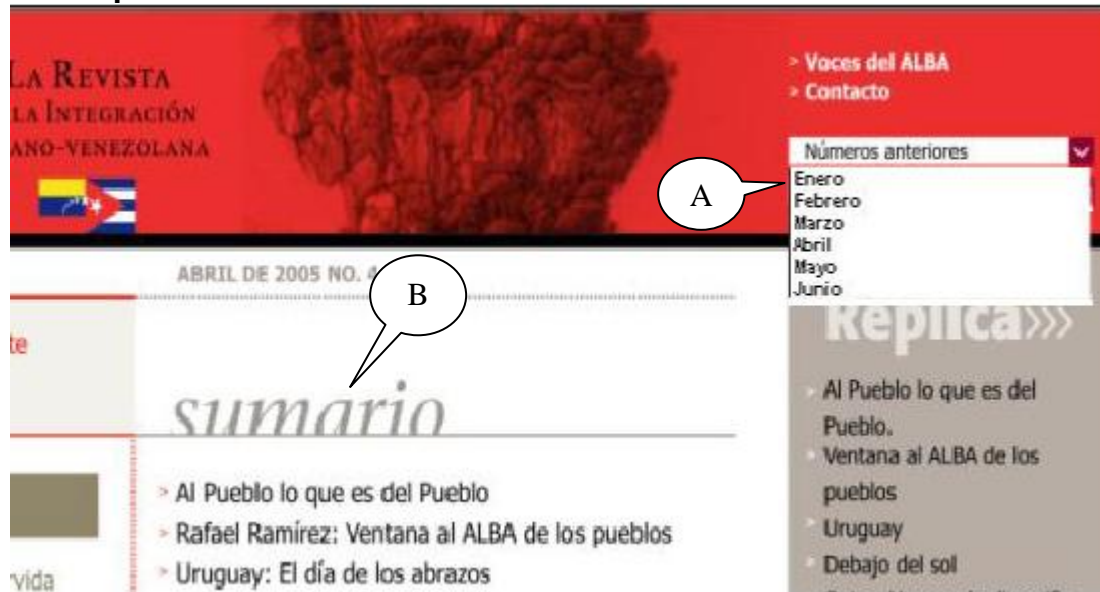 LA REVISTA
LA INTEGRACIÓN
ANO-VENEZOLANA
> Voces del ALBA
> Contacto
Números anteriores
Enero
Febrero
Marzo
Abril
Mayo
Junio
A
ABRIL DE 2005 NO. 4
B
te
sumario
> Al Pueblo lo que es del Pueblo
> Rafael Ramírez: Ventana al ALBA de los pueblos
> Uruguay: El día de los abrazos
vida
Réplica>>>
> Al Pueblo lo que es del
Pueblo.
> Ventana al ALBA de los
pueblos
> Uruguay
> Debajo del sol